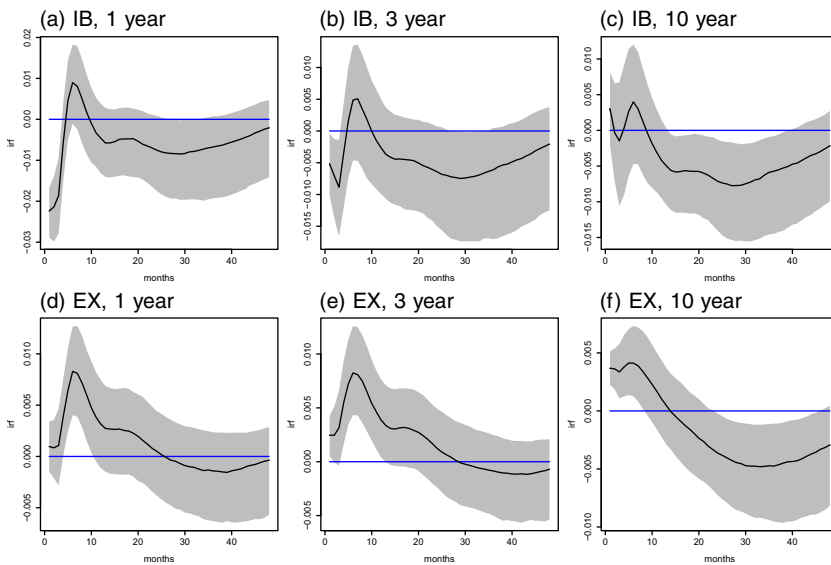 (a) IB, 1 year
(b) IB, 3 year
(c) IB, 10 year
irf
0.02
0.01
0.00
-0.01
-0.02
-0.03
0 10 20 30 40
months
irf
0.010
0.005
0.000
-0.005
-0.010
-0.015
0 10 20 30 40
months
irf
0.010
0.005
0.000
-0.005
-0.010
-0.015
0 10 20 30 40
months
(d) EX, 1 year
(e) EX, 3 year
(f) EX, 10 year
irf
0.010
0.005
0.000
-0.005
0 10 20 30 40
months
irf
0.010
0.005
0.000
-0.005
0 10 20 30 40
months
irf
0.005
0.000
-0.005
-0.010
0 10 20 30 40
months